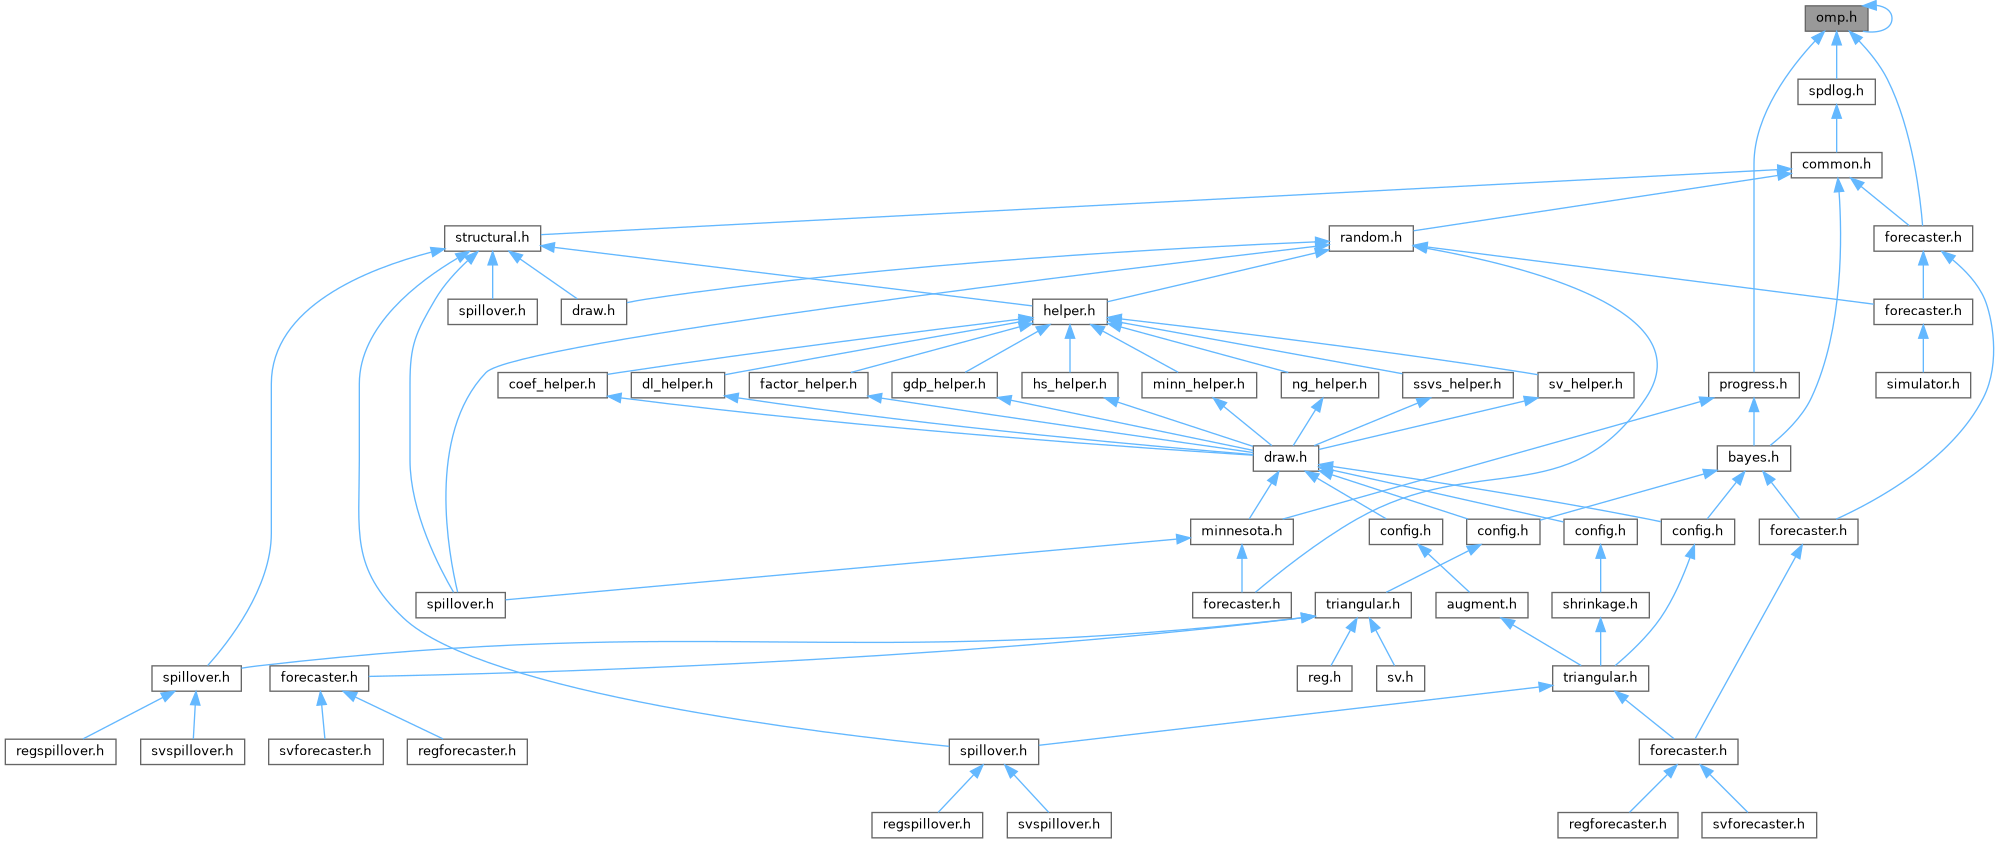 omp.h
spdlog.h
common.h
structural.h
random.h
forecaster.h
spillover.h
draw.h
helper.h
forecaster.h
coef_helper.h
dl_helper.h
factor_helper.h
gdp_helper.h
hs_helper.h
minn_helper.h
ng_helper.h
ssvs_helper.h
sv_helper.h
progress.h
simulator.h
draw.h
bayes.h
minnesota.h
config.h
config.h
config.h
config.h
forecaster.h
spillover.h
forecaster.h
triangular.h
augment.h
shrinkage.h
spillover.h
forecaster.h
reg.h
sv.h
triangular.h
regspillover.h
svspillover.h
svforecaster.h
regforecaster.h
spillover.h
forecaster.h
regspillover.h
svspillover.h
regforecaster.h
svforecaster.h